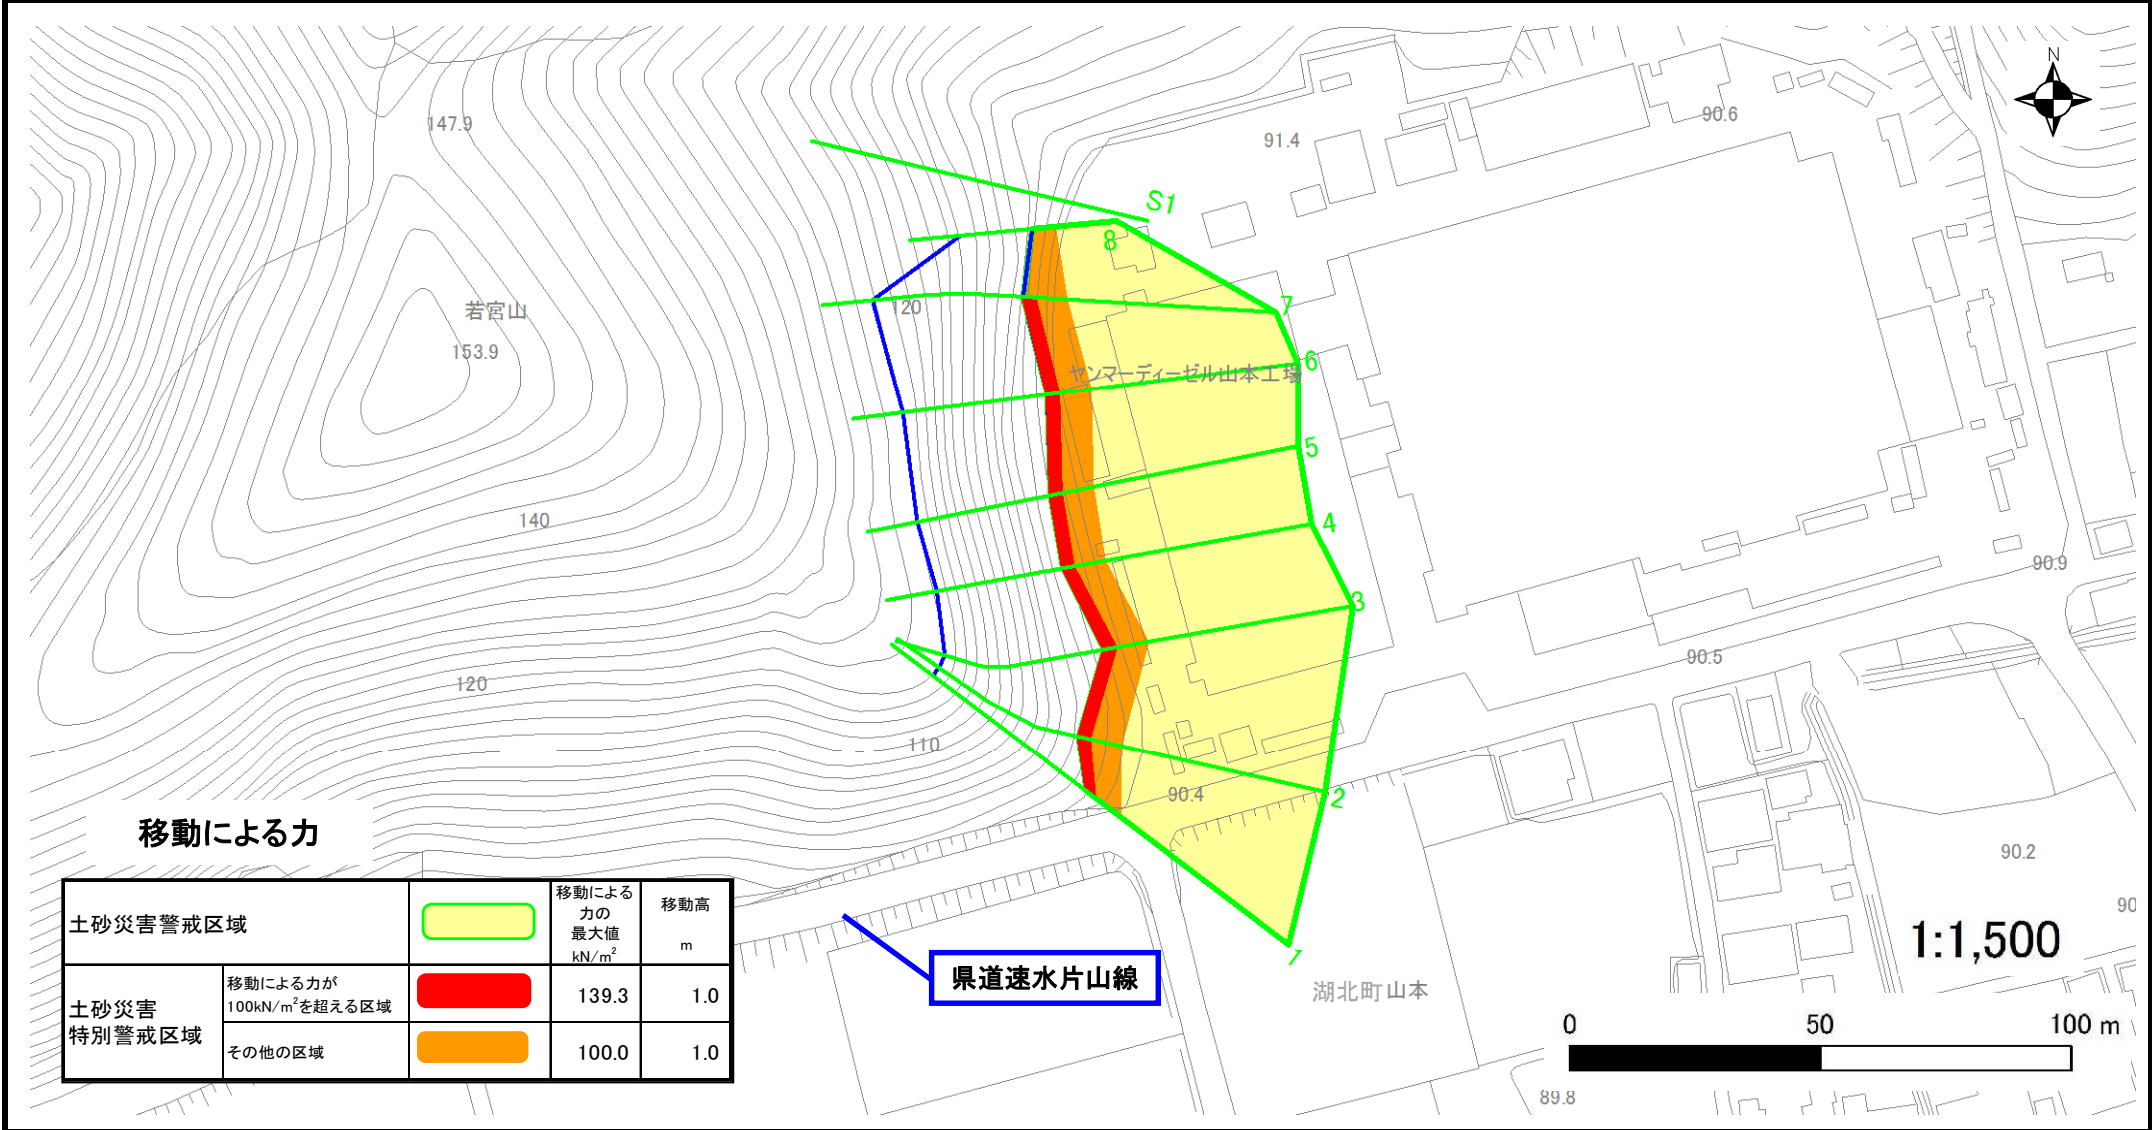 N
147.9
91.4
90.6
S1
8
7
若宮山
120
153.9
6
ヤンマーディーゼル山本工場
5
140
4
90.9
3
90.5
120
110
90.4
2
移動による力
90.2
土砂災害警戒区域
移動による
力の
最大値
kN/m²
移動高
m
90
1:1,500
1
土砂災害
特別警戒区域
移動による力が
100kN/m²を超える区域
139.3
1.0
その他の区域
100.0
1.0
県道速水片山線
湖北町山本
0
50
100 m
89.8